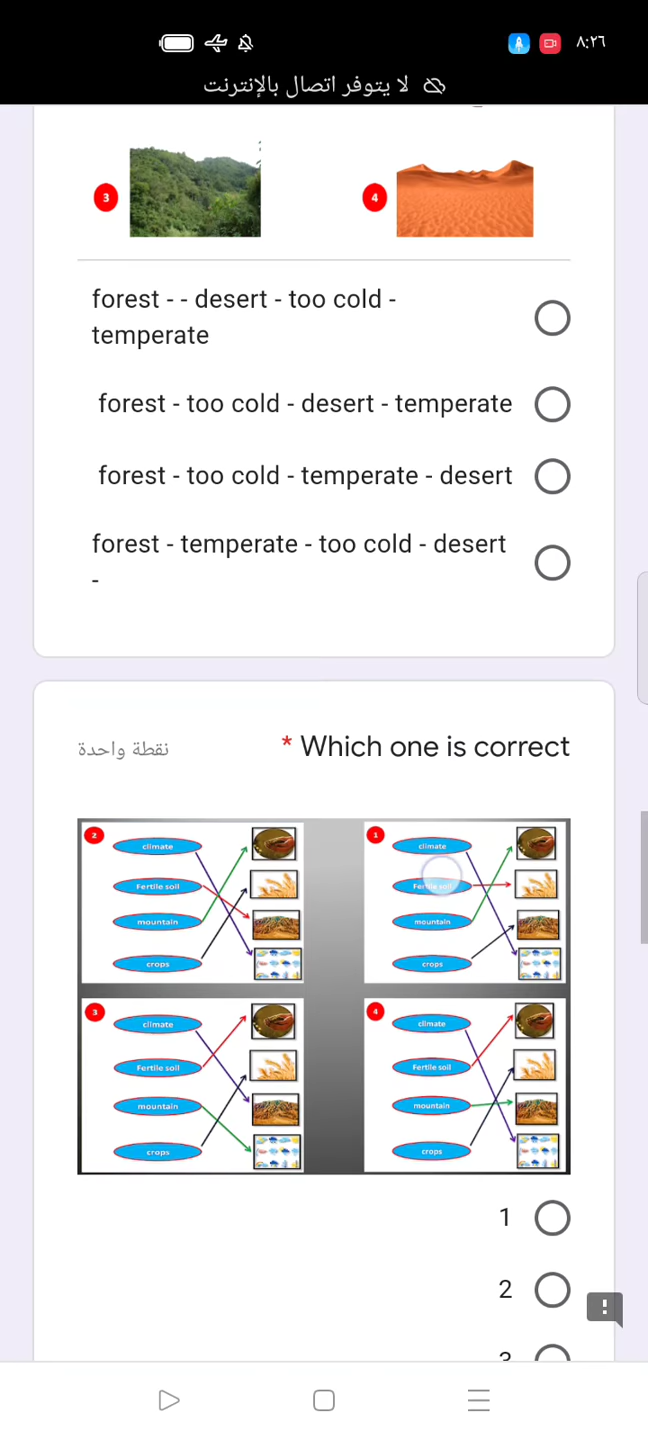 ٨:٢٦
لا يتوفر اتصال بالإنترنت
3
4
forest - - desert - too cold -
temperate
forest - too cold - desert - temperate
forest - too cold - temperate - desert
forest - temperate - too cold - desert
-
* Which one is correct
نقطة واحدة
2
climate
Fertile soil
mountain
crops
1
climate
Fertile soil
mountain
crops
3
climate
Fertile soil
mountain
crops
4
climate
Fertile soil
mountain
crops
1
2